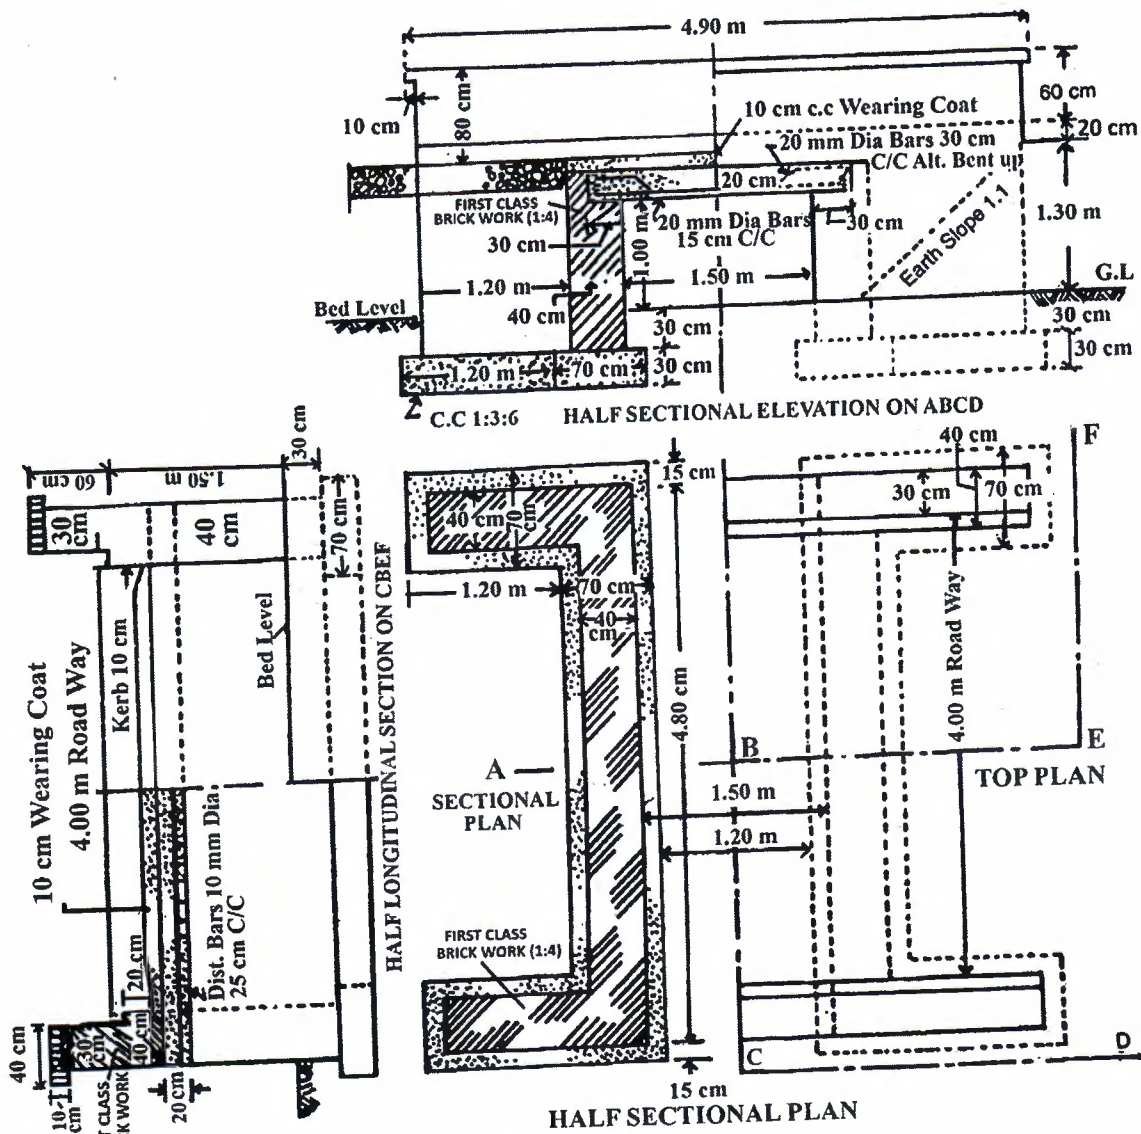 4.90 m
60 cm
20 cm
10 cm
80 cm
10 cm c.c Wearing Coat
20 mm Dia Bars 30 cm
C/C Alt. Bent up
20 cm
FIRST CLASS
BRICK WORK (1:4)
20 mm Dia Bars
15 cm C/C
30 cm
30 cm
1.00 m
Earth Slope 1.1
1.30 m
1.20 m
1.50 m
G.L
Bed Level
40 cm
30 cm
30 cm
30 cm
30 cm
1.20 m
70 cm
C.C 1:3:6
HALF SECTIONAL ELEVATION ON ABCD
60 cm
1.50 m
30 cm
30
cm
40
cm
70 cm
Kerb 10 cm
Bed Level
10 cm Wearing Coat
4.00 m Road Way
Dist. Bars 10 mm Dia.
25 cm C/C
20 cm
40 cm
30
cm
40 cm
10
cm
20 cm
HALF LONGITUDINAL SECTION ON CBEF
15 cm
40 cm
70
cm
1.20 m
70 cm
40
cm
4.80 cm
A
SECTIONAL
PLAN
FIRST CLASS
BRICK WORK (1:4)
15 cm
HALF SECTIONAL PLAN
40 cm
F
30 cm
70 cm
4.00 m Road Way
B
E
TOP PLAN
1.50 m
1.20 m
C
D